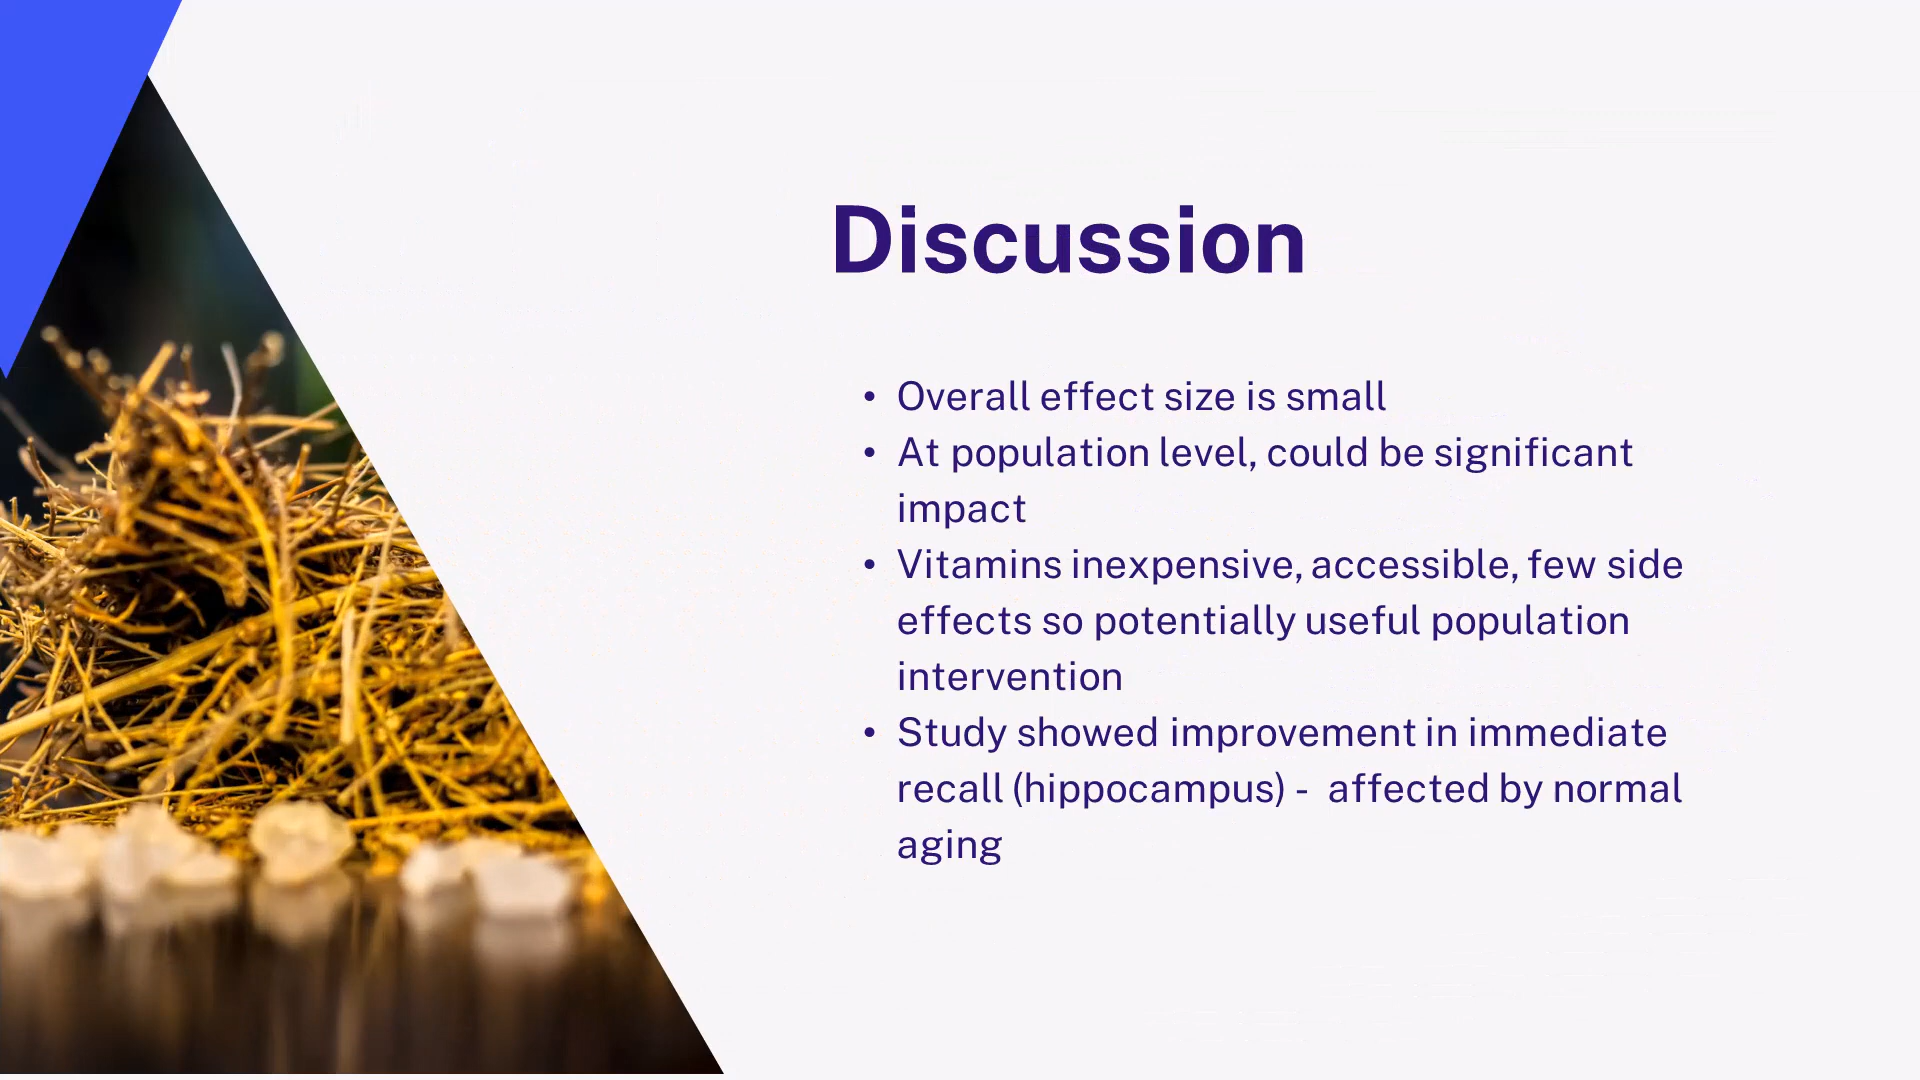 Discussion
• Overall effect size is small
• At population level, could be significant
impact
• Vitamins inexpensive, accessible, few side
effects so potentially useful population
intervention
• Study showed improvement in immediate
recall (hippocampus) -  affected by normal
aging